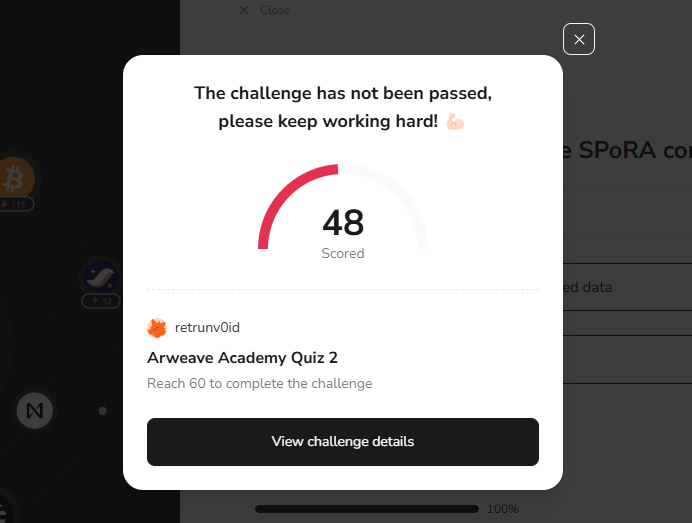 Close
The challenge has not been passed,
please keep working hard! 💪
e SPoRA co
115
48
Scored
33
ed data
retrunv0id
Arweave Academy Quiz 2
Reach 60 to complete the challenge
View challenge details
100%